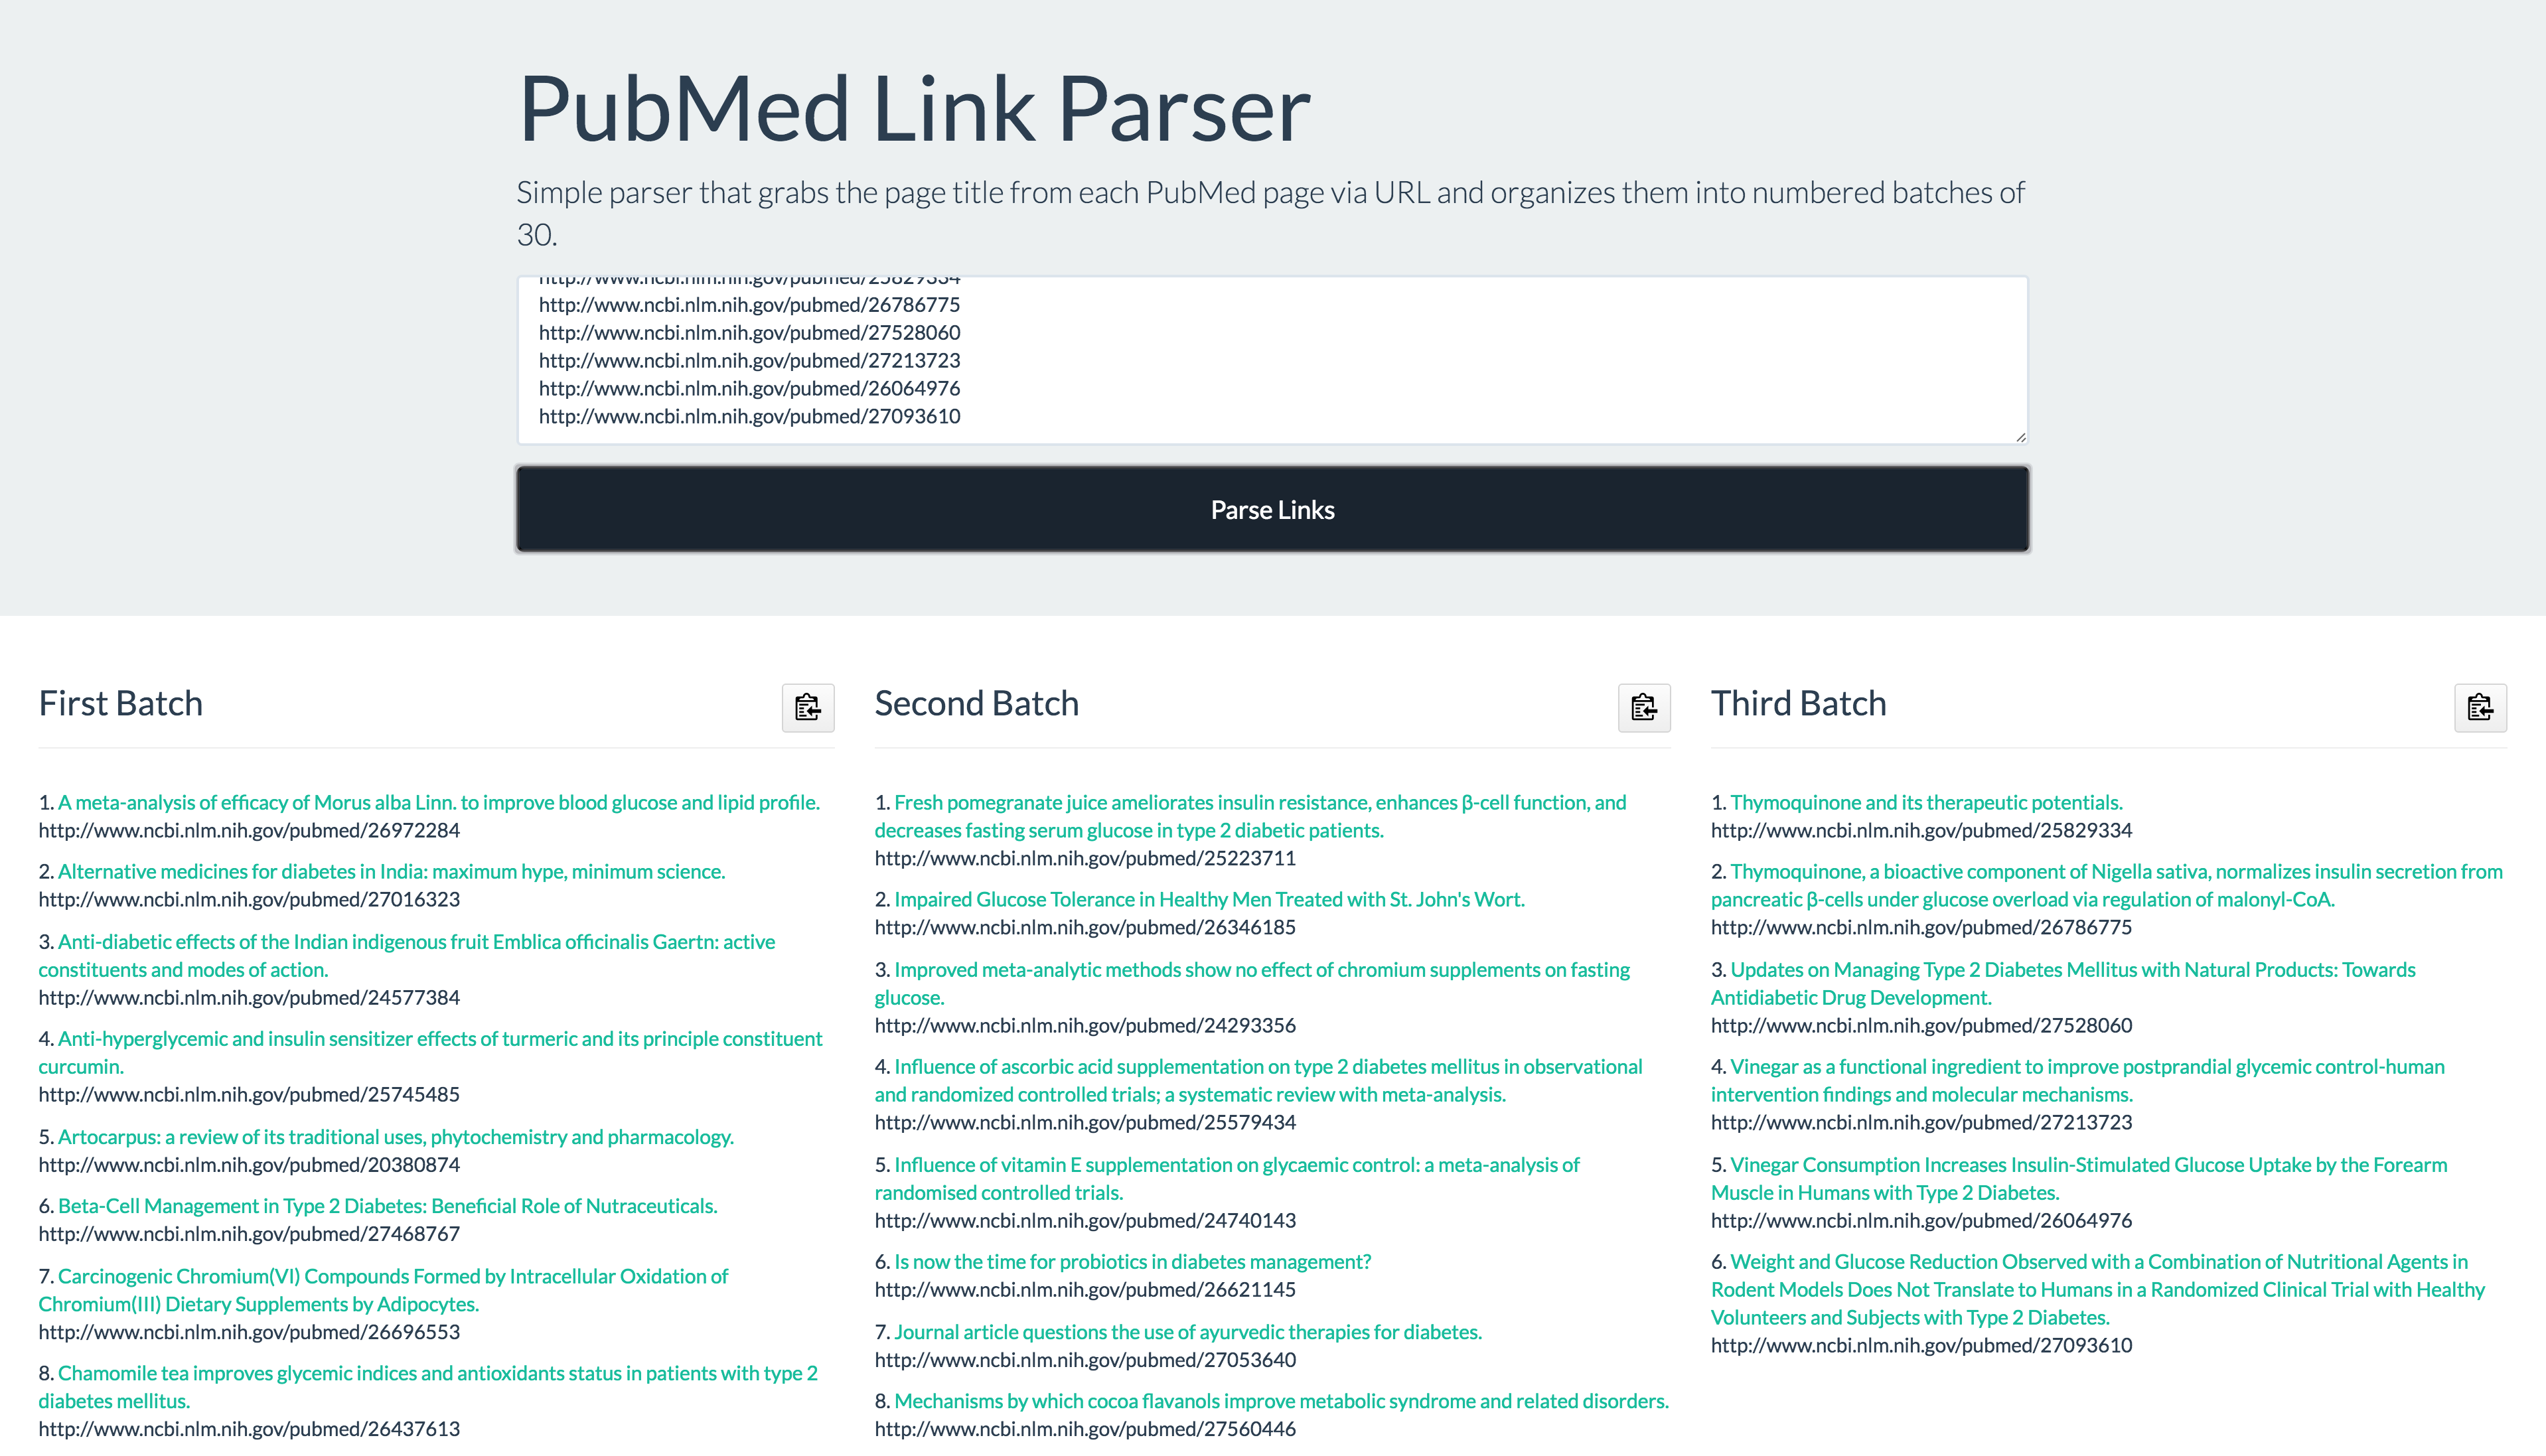 PubMed Link Parser
Simple parser that grabs the page title from each PubMed page via URL and organizes them into numbered batches of
30.
http://www.ncbi.nlm.nih.gov/pubmed/25829334
http://www.ncbi.nlm.nih.gov/pubmed/26786775
http://www.ncbi.nlm.nih.gov/pubmed/27528060
http://www.ncbi.nlm.nih.gov/pubmed/27213723
http://www.ncbi.nlm.nih.gov/pubmed/26064976
http://www.ncbi.nlm.nih.gov/pubmed/27093610
Parse Links
First Batch
1. A meta-analysis of efficacy of Morus alba Linn. to improve blood glucose and lipid profile.
http://www.ncbi.nlm.nih.gov/pubmed/26972284
2. Alternative medicines for diabetes in India: maximum hype, minimum science.
http://www.ncbi.nlm.nih.gov/pubmed/27016323
3. Anti-diabetic effects of the Indian indigenous fruit Emblica officinalis Gaertn: active
constituents and modes of action.
http://www.ncbi.nlm.nih.gov/pubmed/24577384
4. Anti-hyperglycemic and insulin sensitizer effects of turmeric and its principle constituent
curcumin.
http://www.ncbi.nlm.nih.gov/pubmed/25745485
5. Artocarpus: a review of its traditional uses, phytochemistry and pharmacology.
http://www.ncbi.nlm.nih.gov/pubmed/20380874
6. Beta-Cell Management in Type 2 Diabetes: Beneficial Role of Nutraceuticals.
http://www.ncbi.nlm.nih.gov/pubmed/27468767
7. Carcinogenic Chromium(VI) Compounds Formed by Intracellular Oxidation of
Chromium(III) Dietary Supplements by Adipocytes.
http://www.ncbi.nlm.nih.gov/pubmed/26696553
8. Chamomile tea improves glycemic indices and antioxidants status in patients with type 2
diabetes mellitus.
http://www.ncbi.nlm.nih.gov/pubmed/26437613
Second Batch
1. Fresh pomegranate juice ameliorates insulin resistance, enhances β-cell function, and
decreases fasting serum glucose in type 2 diabetic patients.
http://www.ncbi.nlm.nih.gov/pubmed/25223711
2. Impaired Glucose Tolerance in Healthy Men Treated with St. John's Wort.
http://www.ncbi.nlm.nih.gov/pubmed/26346185
3. Improved meta-analytic methods show no effect of chromium supplements on fasting
glucose.
http://www.ncbi.nlm.nih.gov/pubmed/24293356
4. Influence of ascorbic acid supplementation on type 2 diabetes mellitus in observational
and randomized controlled trials; a systematic review with meta-analysis.
http://www.ncbi.nlm.nih.gov/pubmed/25579434
5. Influence of vitamin E supplementation on glycaemic control: a meta-analysis of
randomised controlled trials.
http://www.ncbi.nlm.nih.gov/pubmed/24740143
6. Is now the time for probiotics in diabetes management?
http://www.ncbi.nlm.nih.gov/pubmed/26621145
7. Journal article questions the use of ayurvedic therapies for diabetes.
http://www.ncbi.nlm.nih.gov/pubmed/27053640
8. Mechanisms by which cocoa flavanols improve metabolic syndrome and related disorders.
http://www.ncbi.nlm.nih.gov/pubmed/27560446
Third Batch
1. Thymoquinone and its therapeutic potentials.
http://www.ncbi.nlm.nih.gov/pubmed/25829334
2. Thymoquinone, a bioactive component of Nigella sativa, normalizes insulin secretion from
pancreatic β-cells under glucose overload via regulation of malonyl-CoA.
http://www.ncbi.nlm.nih.gov/pubmed/26786775
3. Updates on Managing Type 2 Diabetes Mellitus with Natural Products: Towards
Antidiabetic Drug Development.
http://www.ncbi.nlm.nih.gov/pubmed/27528060
4. Vinegar as a functional ingredient to improve postprandial glycemic control-human
intervention findings and molecular mechanisms.
http://www.ncbi.nlm.nih.gov/pubmed/27213723
5. Vinegar Consumption Increases Insulin-Stimulated Glucose Uptake by the Forearm
Muscle in Humans with Type 2 Diabetes.
http://www.ncbi.nlm.nih.gov/pubmed/26064976
6. Weight and Glucose Reduction Observed with a Combination of Nutritional Agents in
Rodent Models Does Not Translate to Humans in a Randomized Clinical Trial with Healthy
Volunteers and Subjects with Type 2 Diabetes.
http://www.ncbi.nlm.nih.gov/pubmed/27093610